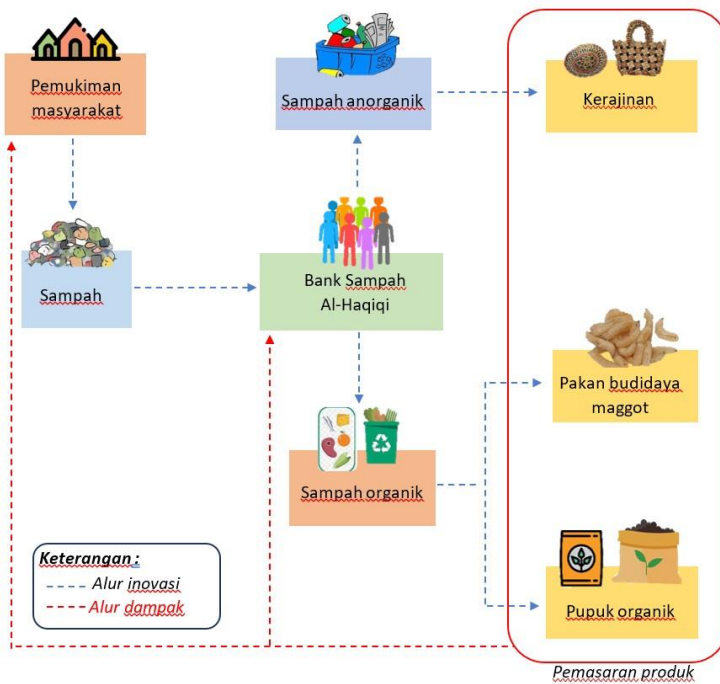 Pemukiman
masyarakat
Sampah anorganik
Kerajinan
Sampah
Bank Sampah
Al-Haqiqi
Pakan budidaya
maggot
Sampah organik
Keterangan :
Alur inovasi
Alur dampak
Pupuk organik
Pemasaran produk